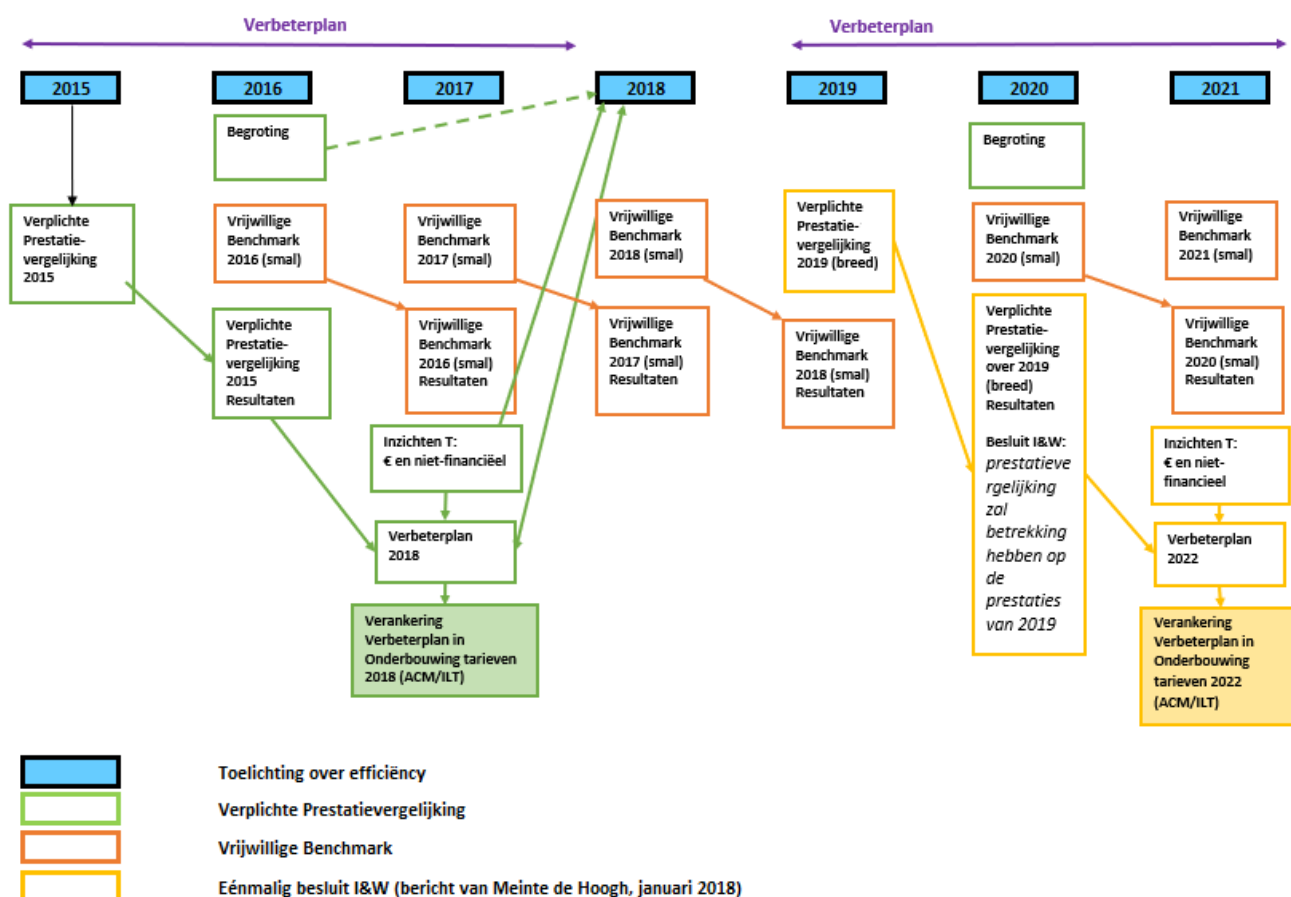 Verbeterplan
Verbeterplan
2015
2016
2017
2018
2019
2020
2021
Begroting
Begroting
Verplichte
Prestatie-
vergelijking
2015
Vrijwillige
Benchmark
2016 (smal)
Vrijwillige
Benchmark
2017 (smal)
Vrijwillige
Benchmark
2018 (smal)
Verplichte
Prestatie-
vergelijking
2019 (breed)
Vrijwillige
Benchmark
2020 (smal)
Vrijwillige
Benchmark
2021 (smal)
Verplichte
Prestatie-
vergelijking
2015
Resultaten
Vrijwillige
Benchmark
2016 (smal)
Resultaten
Vrijwillige
Benchmark
2017 (smal)
Resultaten
Vrijwillige
Benchmark
2018 (smal)
Resultaten
Verplichte
Prestatie-
vergelijking
over 2019
(breed)
Resultaten
Besluit I&W:
prestatieve
rgelijking
zal
betrekking
hebben op
de
prestaties
van 2019
Vrijwillige
Benchmark
2020 (smal)
Resultaten
Inzichten T:
€ en niet-financiëel
Inzichten T:
€ en niet-
financieel
Verbeterplan
2018
Verbeterplan
2022
Verankering
Verbeterplan in
Onderbouwing tarieven
2018 (ACM/ILT)
Verankering
Verbeterplan in
Onderbouwing
tarieven 2022
(ACM/ILT)
Toelichting over efficiëncy
Verplichte Prestatievergelijking
Vrijwillige Benchmark
Eénmalig besluit I&W (bericht van Meinte de Hoogh, januari 2018)